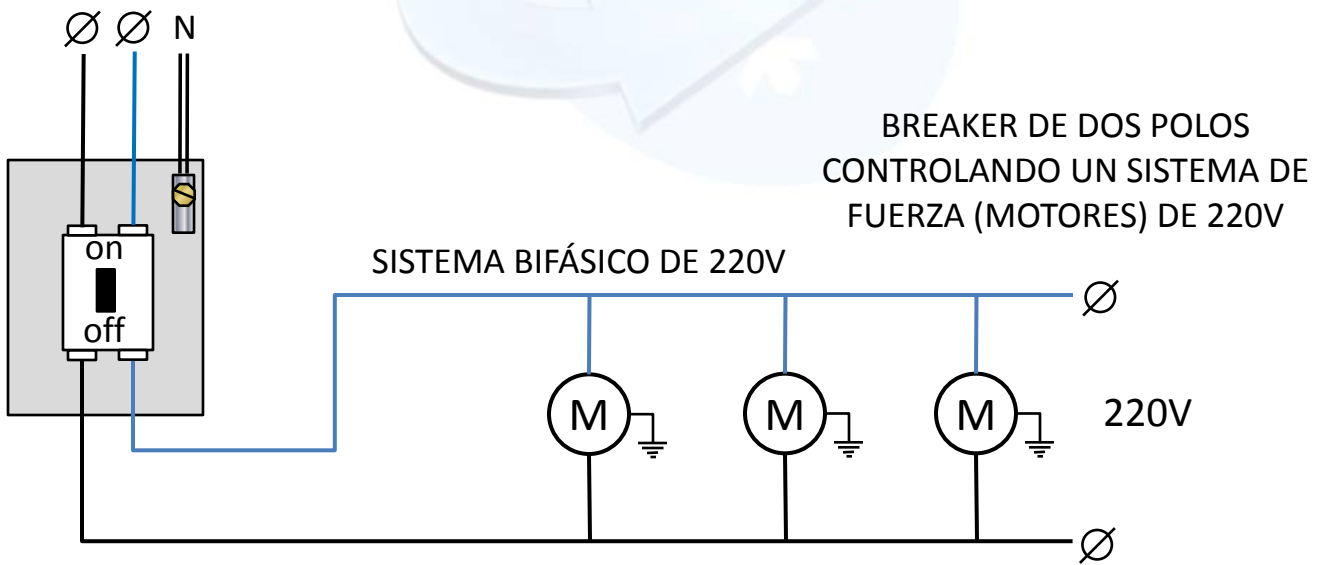 Ø Ø N
BREAKER DE DOS POLOS
CONTROLANDO UN SISTEMA DE
FUERZA (MOTORES) DE 220V
on
off
SISTEMA BIFÁSICO DE 220V
Ø
M M M 220V
Ø